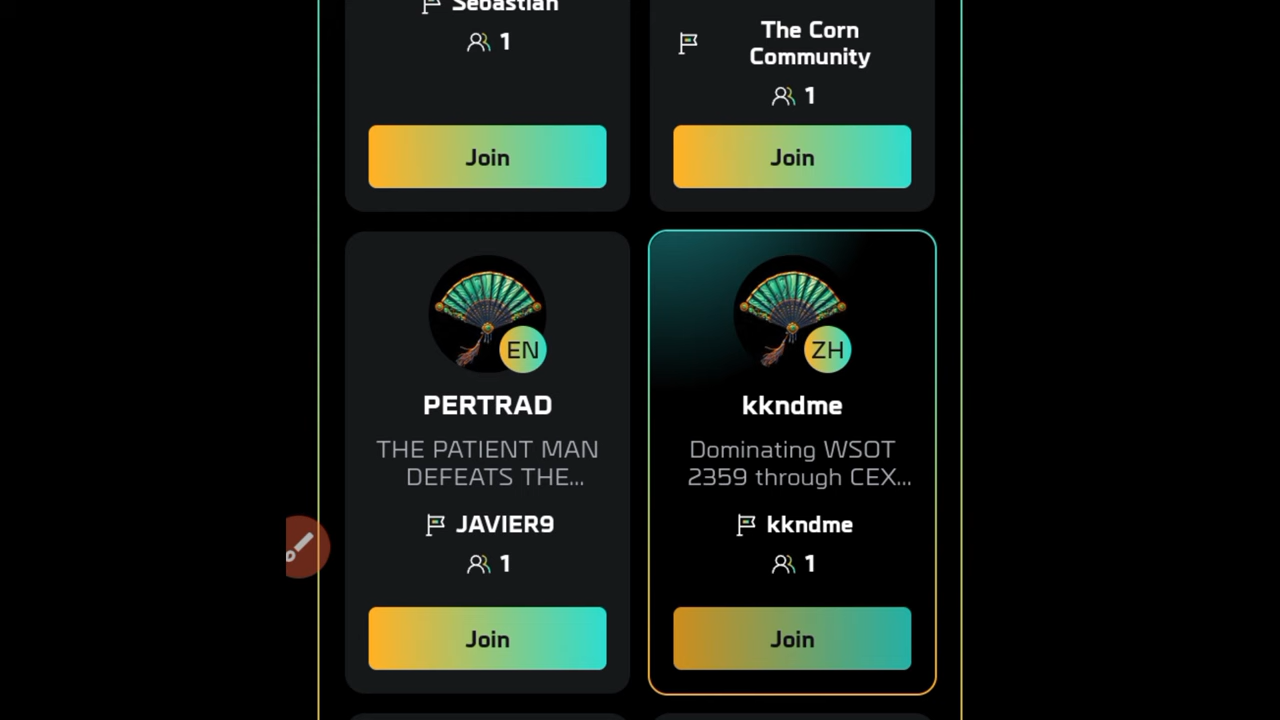 Sebastian
1
The Corn
Community
1
Join
Join
EN
PERTRAD
THE PATIENT MAN
DEFEATS THE...
JAVIER9
1
Join
ZH
kkndme
Dominating WSOT
2359 through CEX...
kkndme
1
Join